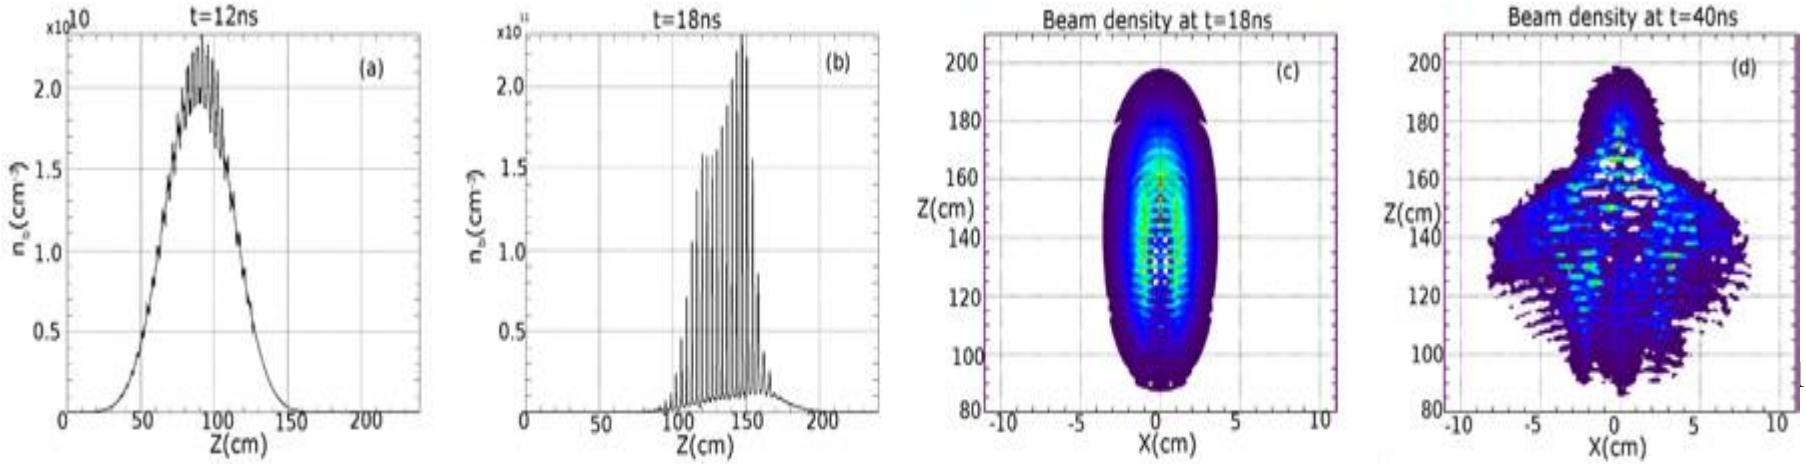 x10^10
t=12ns
(a)
2.0
1.5
1.0
0.5
n_b(cm⁻³)
0
50
100
150
200
Z(cm)
x10^11
t=18ns
(b)
2.0
1.5
1.0
0.5
n_b(cm⁻³)
0
50
100
150
200
Z(cm)
Beam density at t=18ns
(c)
200
180
160
Z(cm)
140
120
100
80
-10
-5
0
5
10
X(cm)
Beam density at t=40ns
(d)
200
180
160
Z(cm)
140
120
100
80
-10
-5
0
5
10
X(cm)